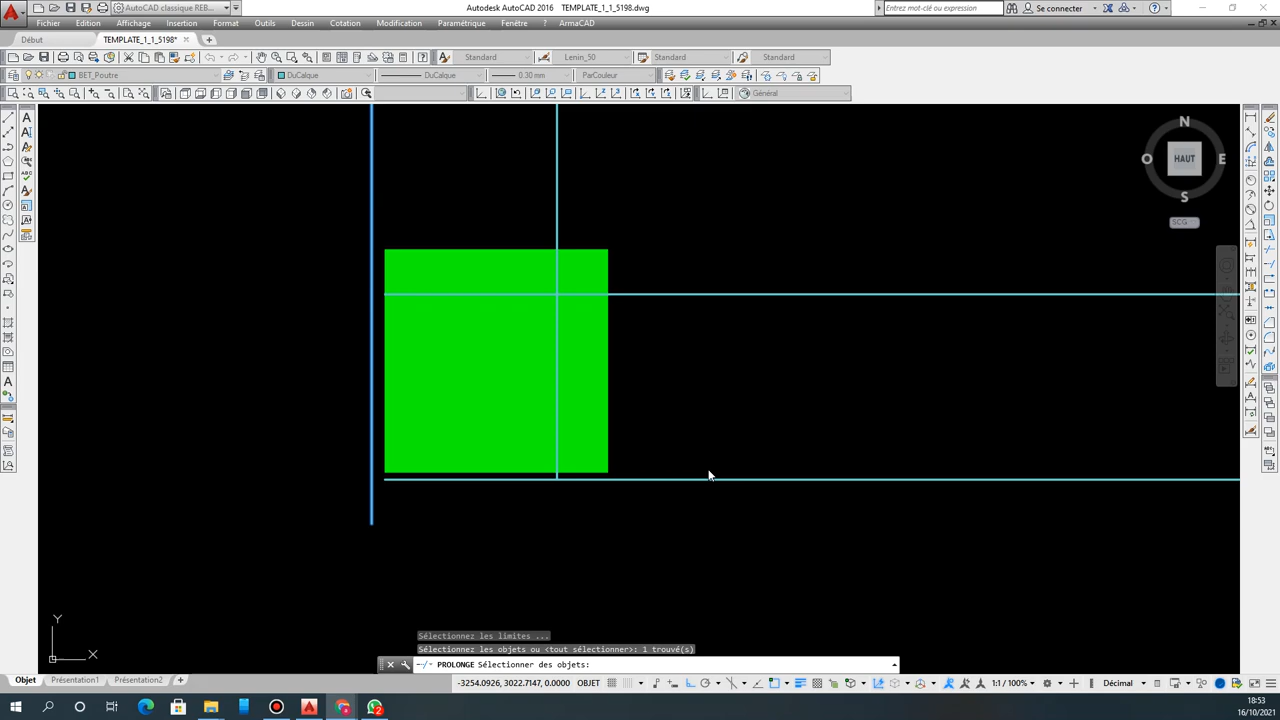 AutoCAD classique REB...
Autodesk AutoCAD 2016 TEMPLATE_1_1_5198.dwg
Entrez mot-clé ou expression
Se connecter
Fichier Edition Affichage Insertion Format Outils Dessin Cotation Modification Paramétrique Fenêtre ? ArmaCAD
Début TEMPLATE_1_1_5198*
Standard Lenin_50 Standard Standard
BET_Poutre DuCalque DuCalque 0.30 mm ParCouleur
Général
N
O HAUT E
S
SCG
Y
X
Sélectionnez les limites ...
Sélectionnez les objets ou <tout sélectionner>: 1 trouvé(s)
PROLONGE Sélectionner des objets:
Objet Présentation1 Présentation2
-3254.0926, 3022.7147, 0.0000 OBJET 1:1 / 100% Décimal
18:53
16/10/2021